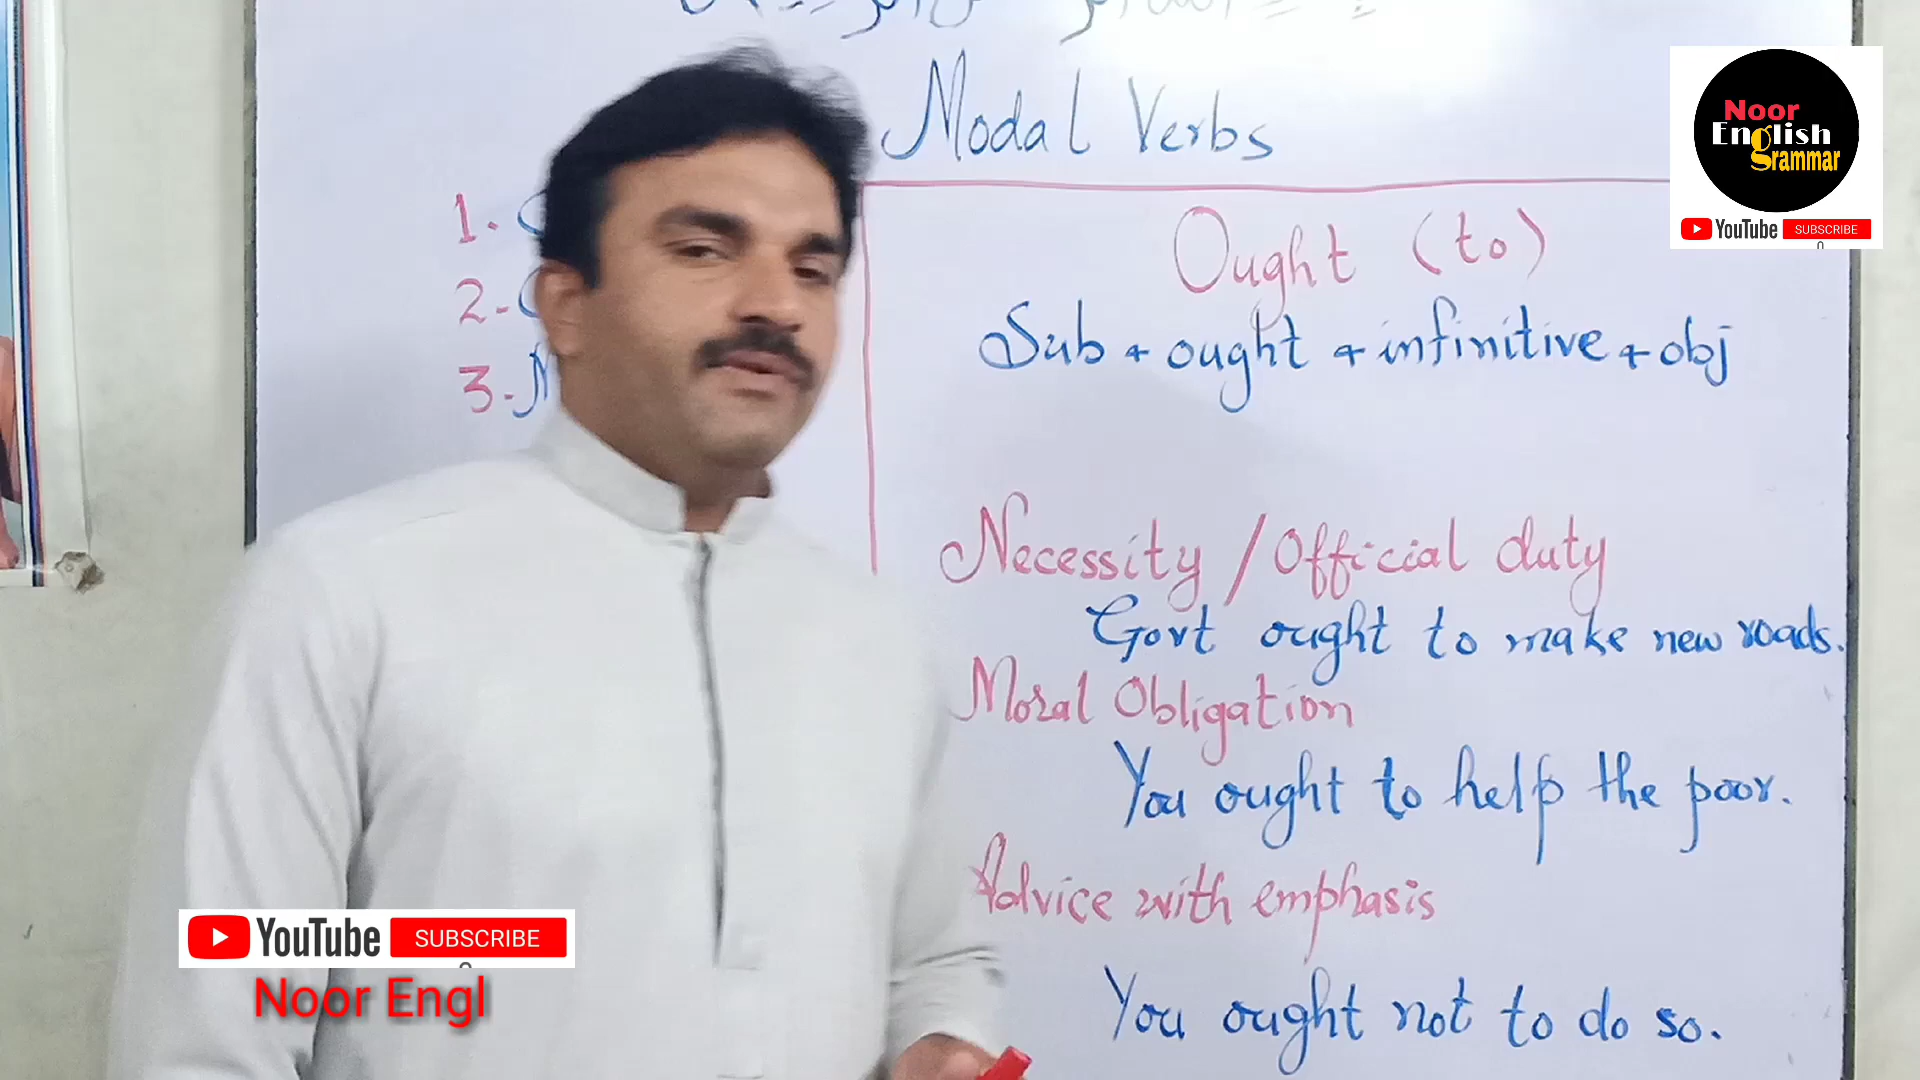 Modal Verbs
1.
2-
3-
Ought (to)
Sub + ought + infinitive + obj
Necessity / Official duty
Govt ought to make new roads.
Moral Obligation
You ought to help the poor.
Advice with emphasis
You ought not to do so.
Noor
English
Grammar
YouTube SUBSCRIBE
YouTube SUBSCRIBE
Noor Engl